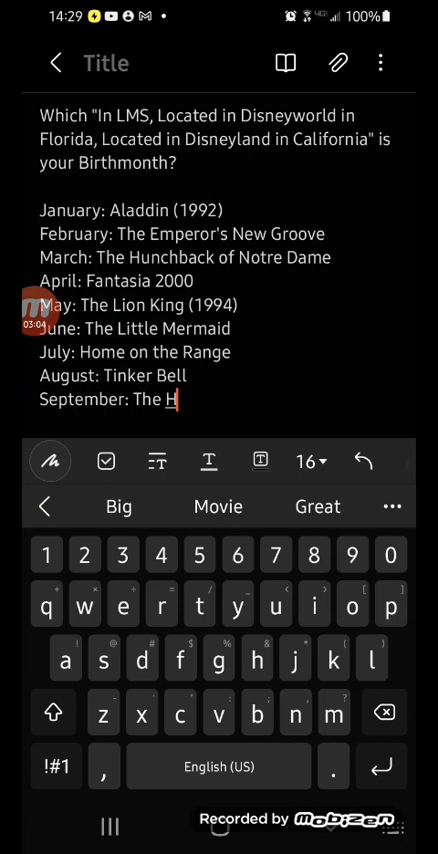 14:29
4G 100%
Title
Which "In LMS, Located in Disneyworld in
Florida, Located in Disneyland in California" is
your Birthmonth?
January: Aladdin (1992)
February: The Emperor's New Groove
March: The Hunchback of Notre Dame
April: Fantasia 2000
May: The Lion King (1994)
June: The Little Mermaid
July: Home on the Range
August: Tinker Bell
September: The H
03:04
16
Big Movie Great
1 2 3 4 5 6 7 8 9 0
q w e r t y u i o p
a s d f g h j k l
z x c v b n m
!#1 , English (US) .
Recorded by MOBIZEN